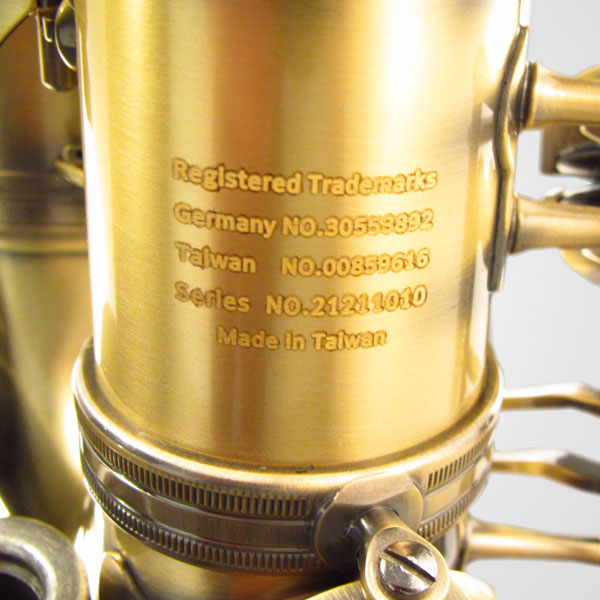 Registered Trademarks
Germany NO.30553892
Taiwan NO.00859616
Series NO.21211010
Made in Taiwan